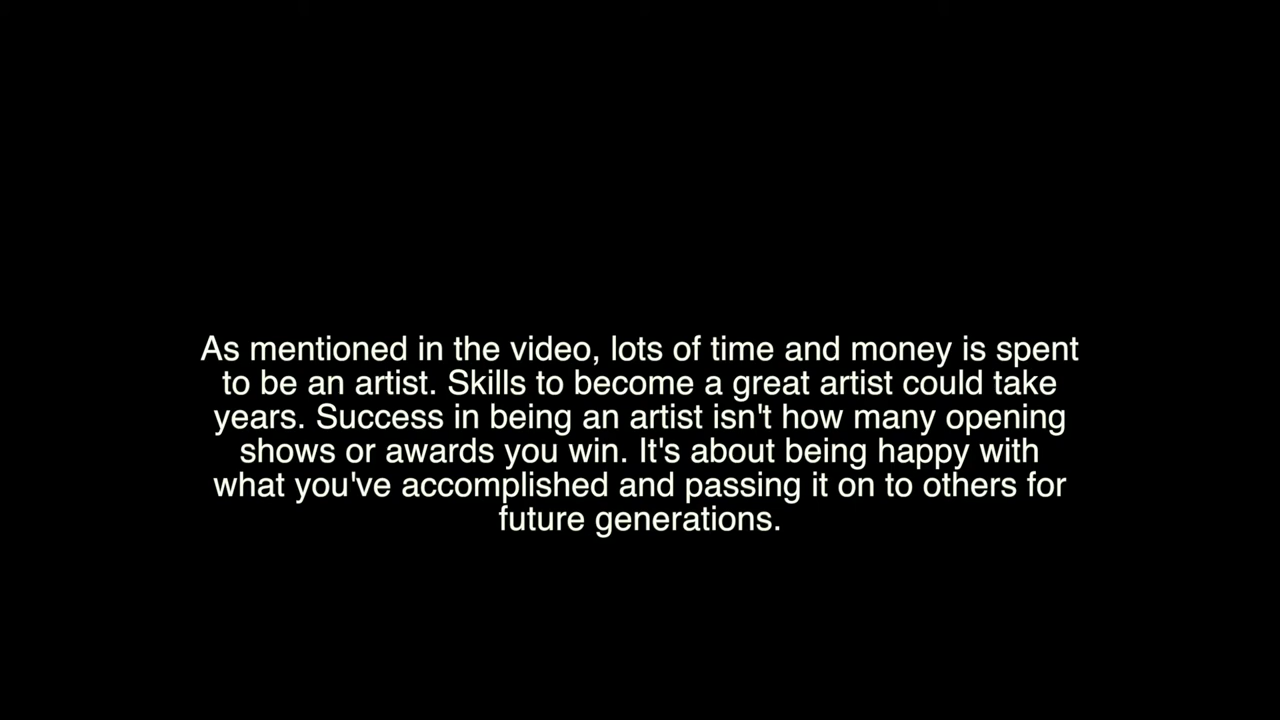 As mentioned in the video, lots of time and money is spent
to be an artist. Skills to become a great artist could take
years. Success in being an artist isn't how many opening
shows or awards you win. It's about being happy with
what you've accomplished and passing it on to others for
future generations.